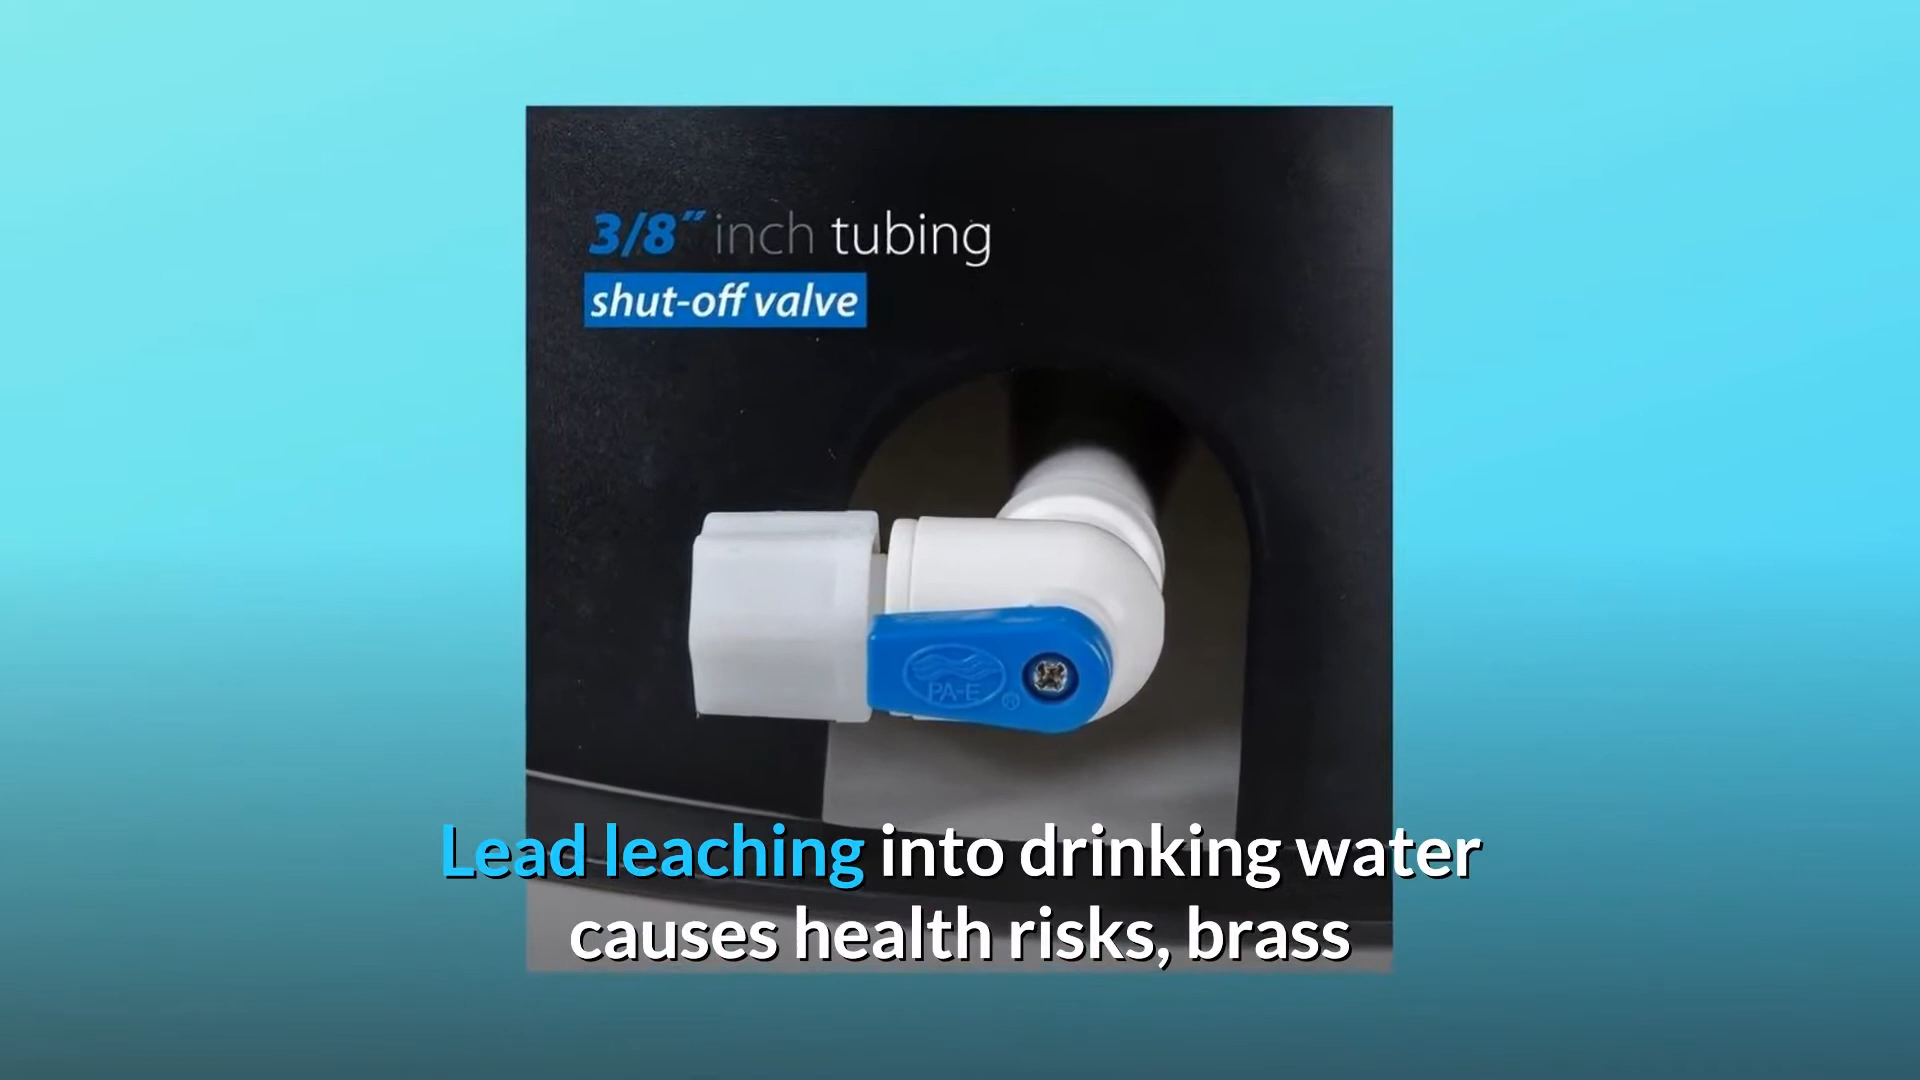 3/8″ inch tubing
shut-off valve
PA-E ®
Lead leaching into drinking water
causes health risks, brass